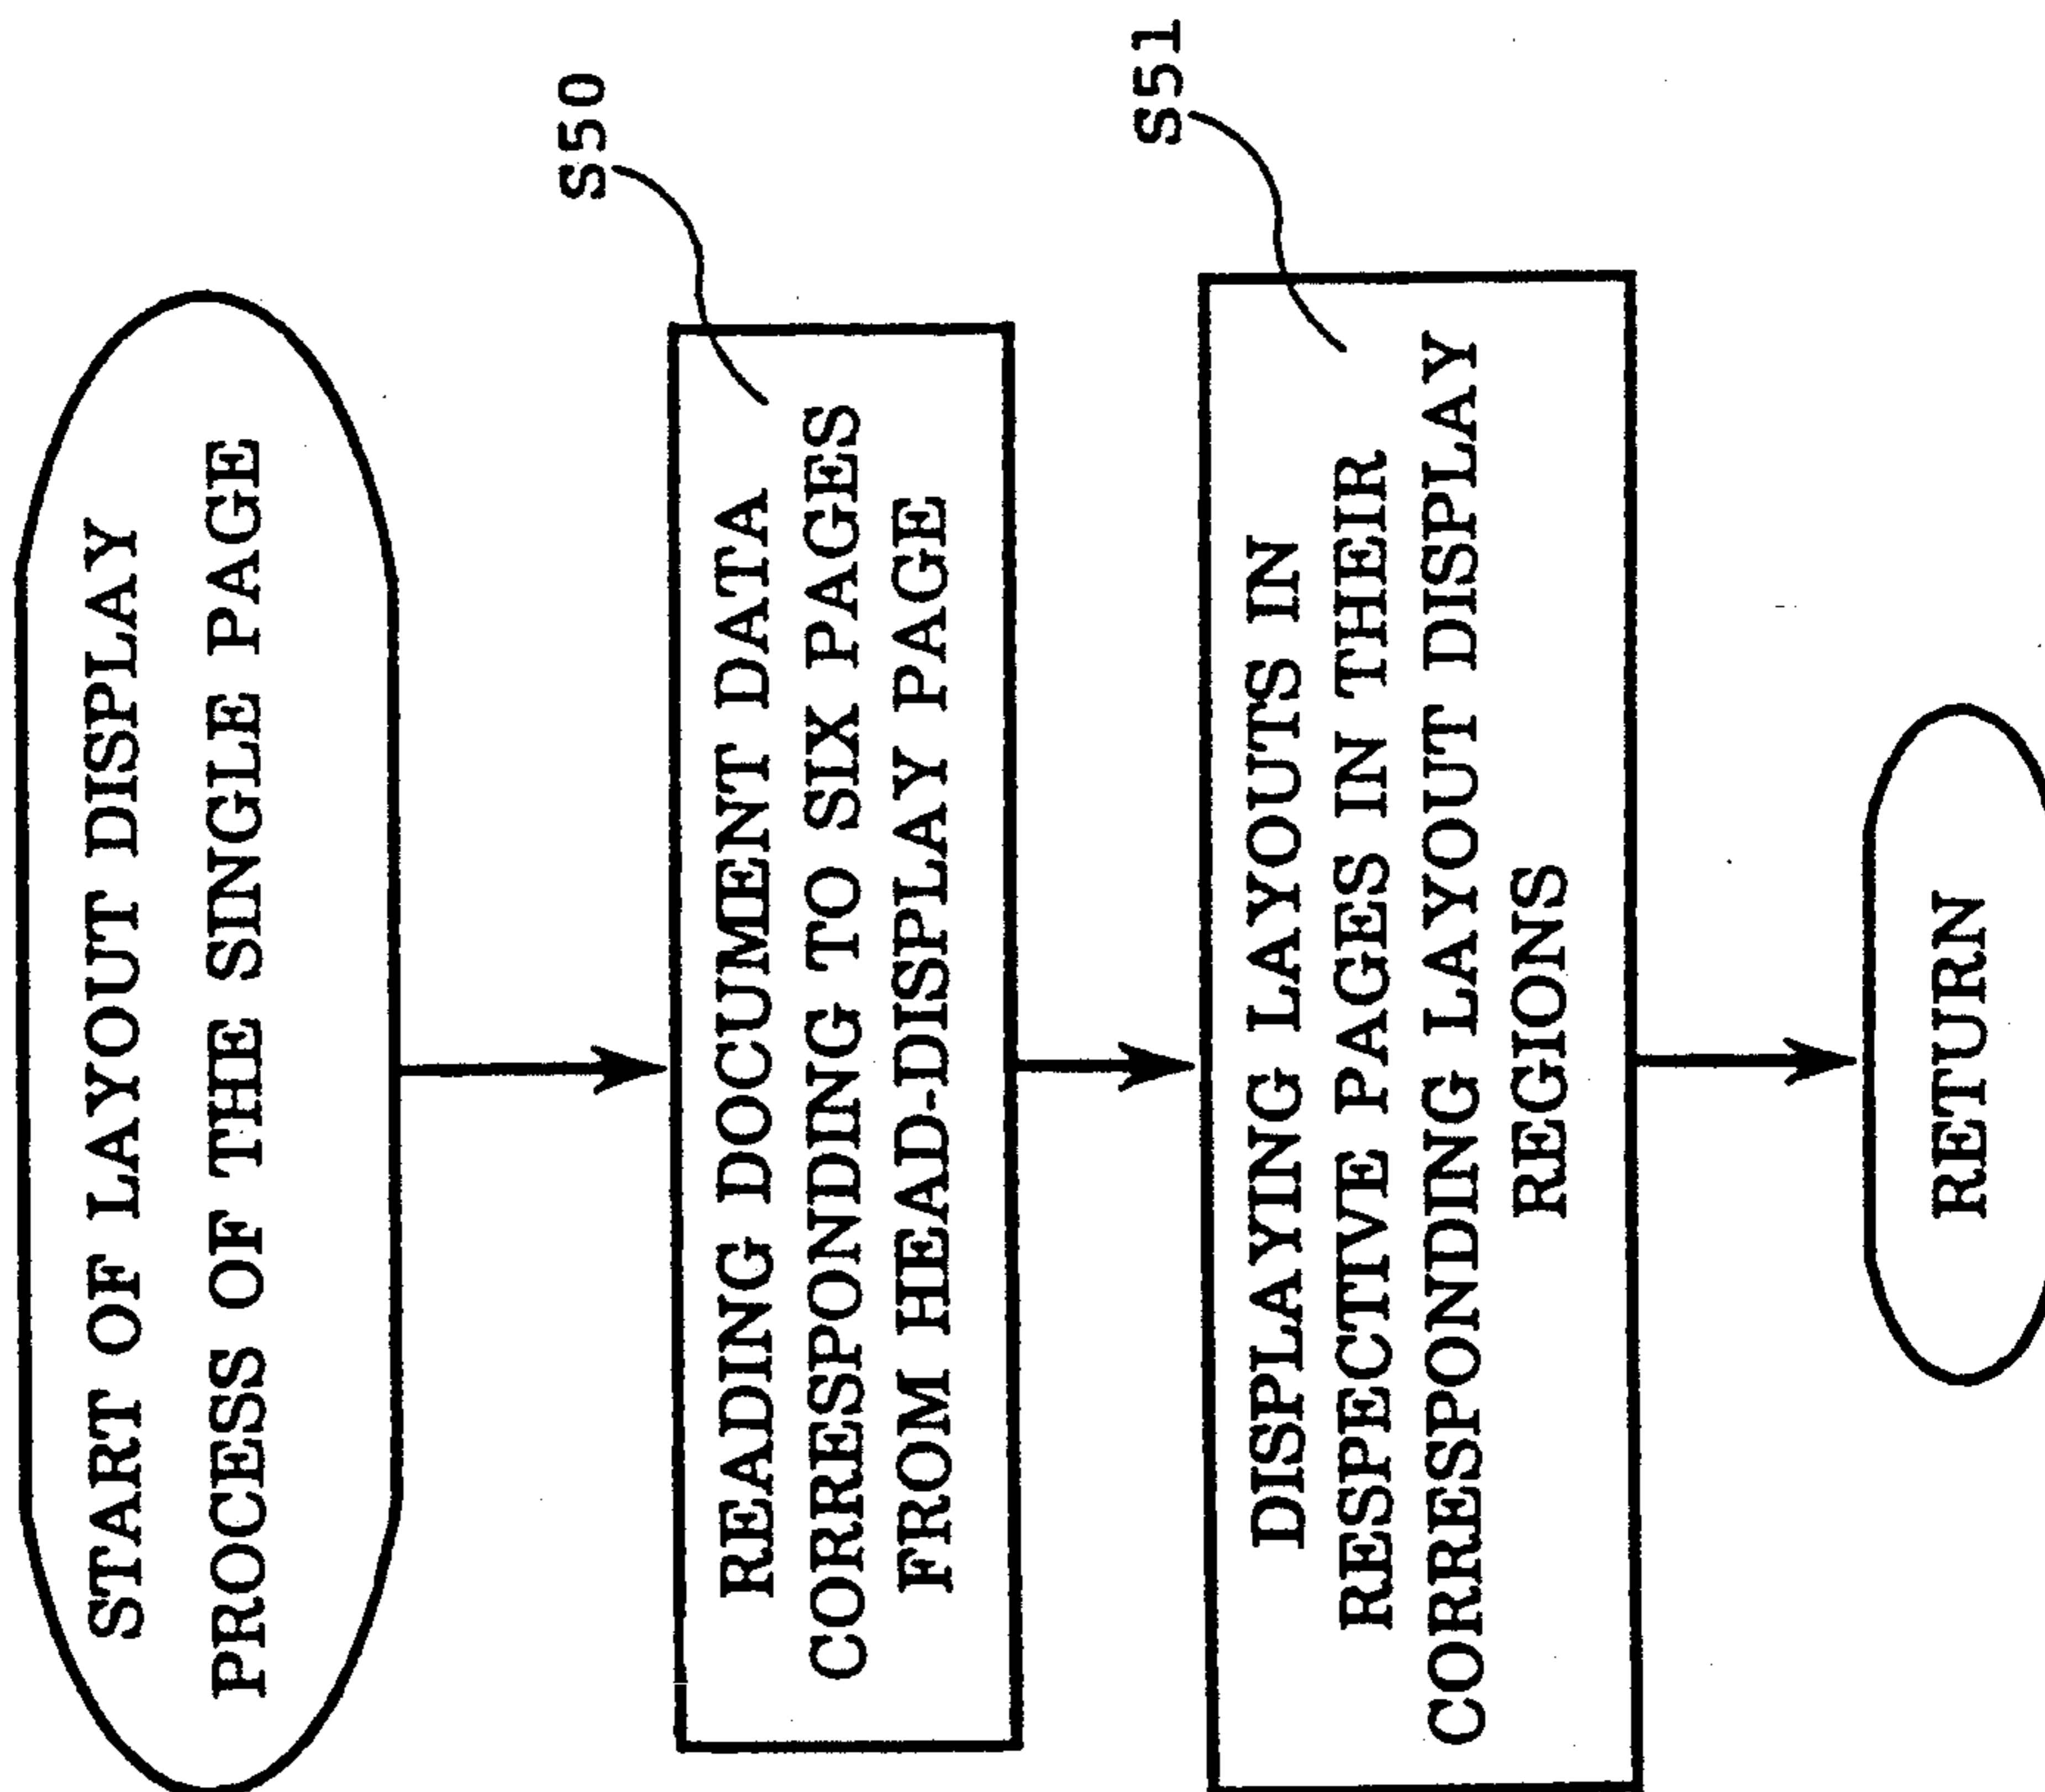 START OF LAYOUT DISPLAY
PROCESS OF THE SINGLE PAGE
S50
READING DOCUMENT DATA
CORRESPONDING TO SIX PAGES
FROM HEAD-DISPLAY PAGE
S51
DISPLAYING LAYOUTS IN
RESPECTIVE PAGES IN THEIR
CORRESPONDING LAYOUT DISPLAY
REGIONS
RETURN